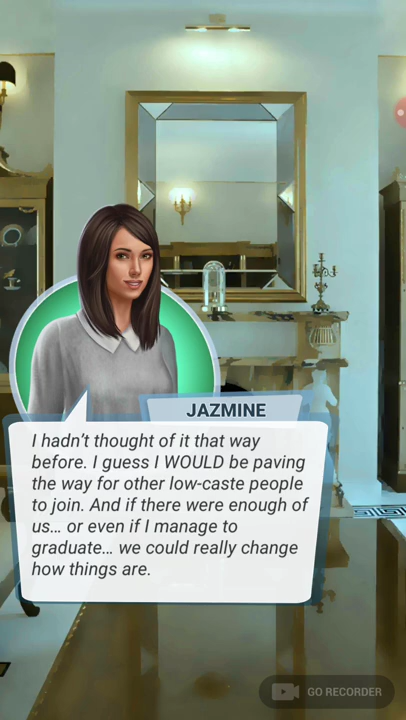 JAZMINE
I hadn't thought of it that way
before. I guess I WOULD be paving
the way for other low-caste people
to join. And if there were enough of
us... or even if I manage to
graduate... we could really change
how things are.
GO RECORDER